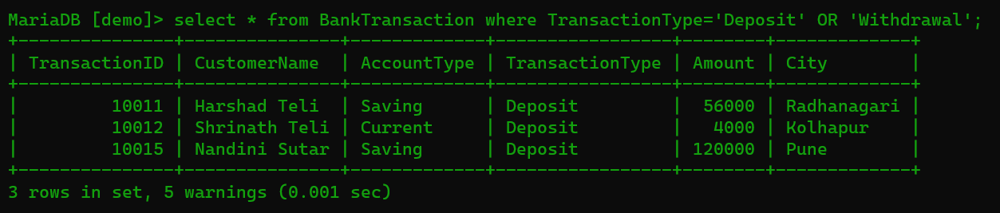 MariaDB [demo]> select * from BankTransaction where TransactionType='Deposit' OR 'Withdrawal';
+---------------+---------------+-------------+-----------------+--------+-------------+
| TransactionID | CustomerName  | AccountType | TransactionType | Amount | City        |
+---------------+---------------+-------------+-----------------+--------+-------------+
|         10011 | Harshad Teli  | Saving      | Deposit         |  56000 | Radhanagari |
|         10012 | Shrinath Teli | Current     | Deposit         |   4000 | Kolhapur    |
|         10015 | Nandini Sutar | Saving      | Deposit         | 120000 | Pune        |
+---------------+---------------+-------------+-----------------+--------+-------------+
3 rows in set, 5 warnings (0.001 sec)